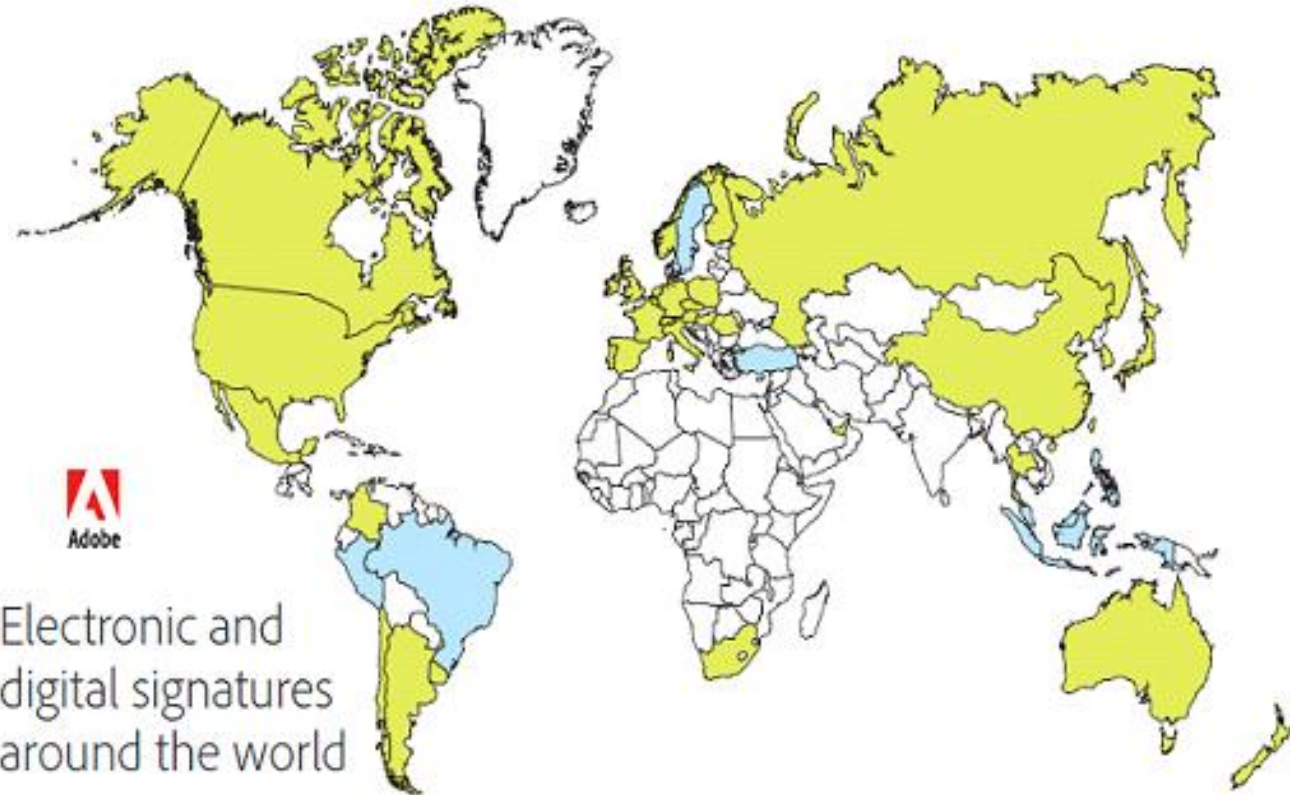 Adobe
Electronic and
digital signatures
around the world